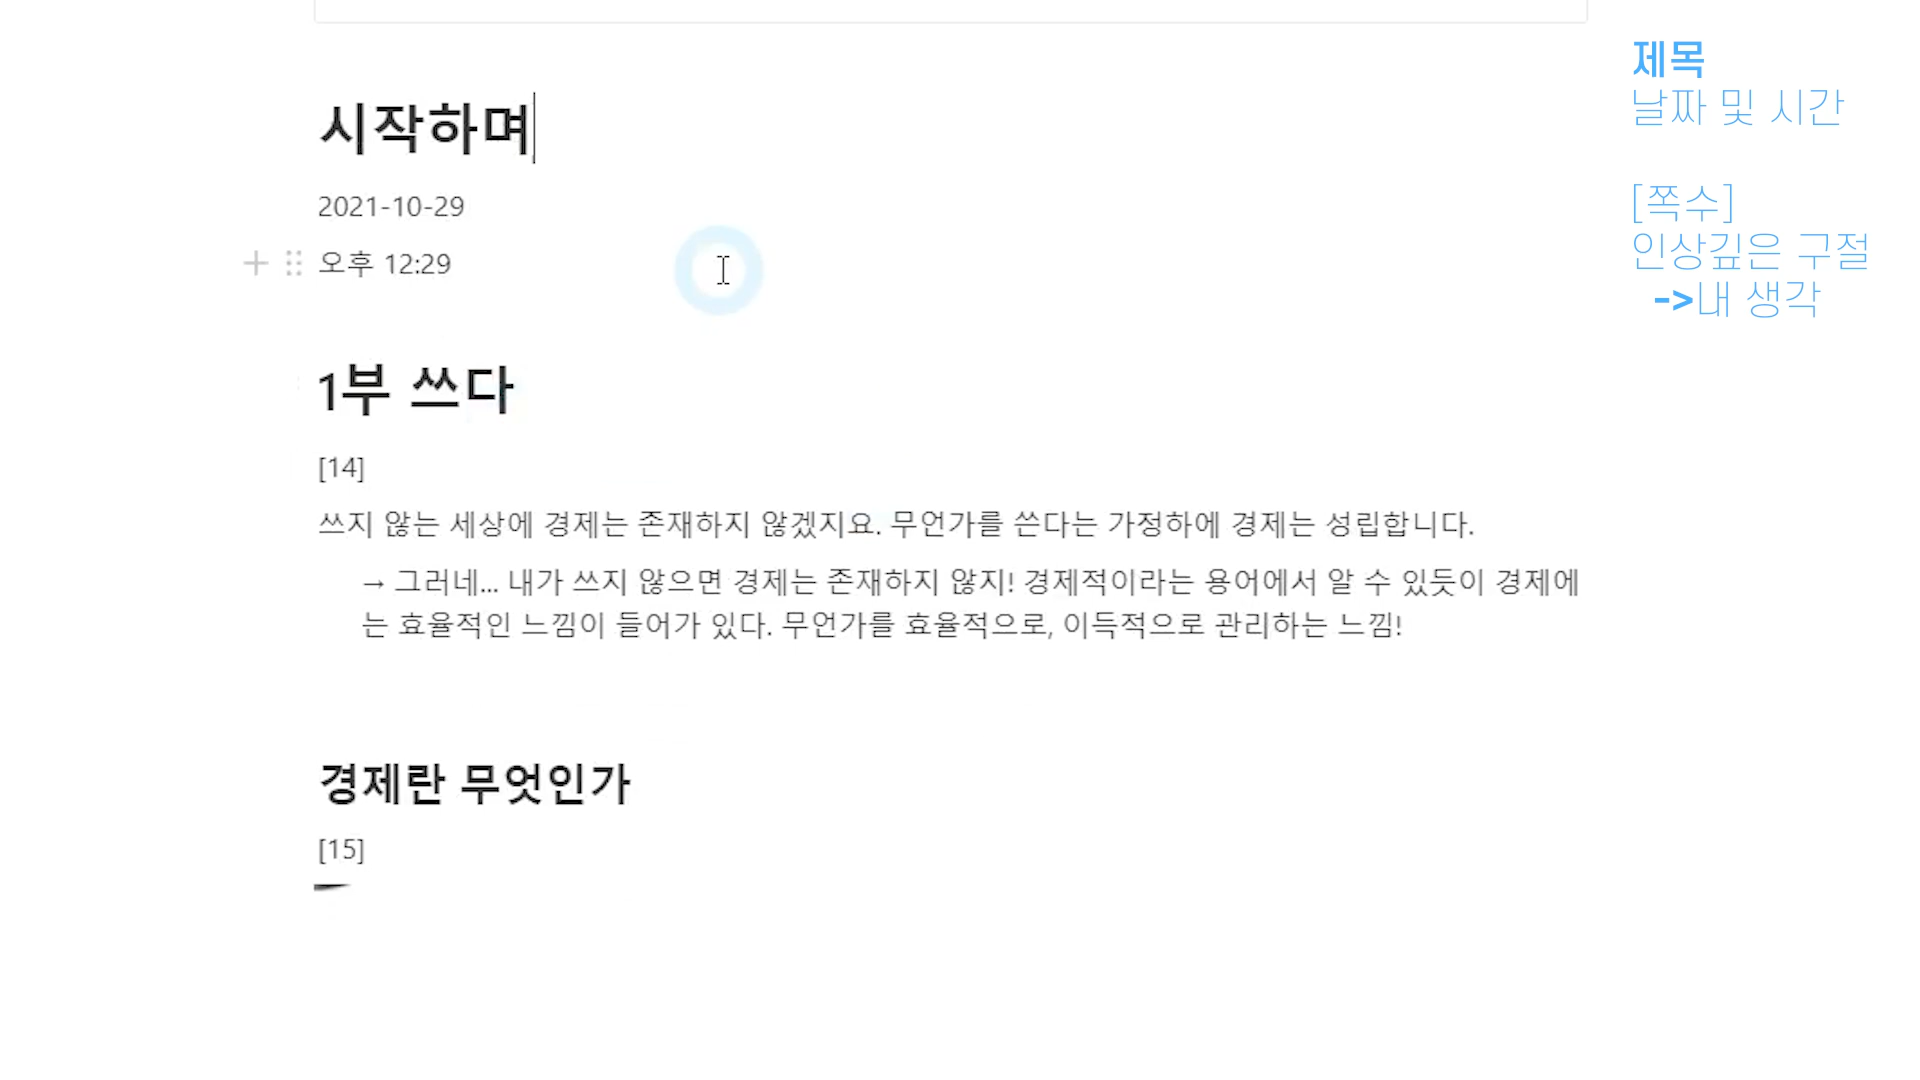 시작하며
2021-10-29
오후 12:29
1부 쓰다
[14]
쓰지 않는 세상에 경제는 존재하지 않겠지요. 무언가를 쓴다는 가정하에 경제는 성립합니다.
→ 그러네... 내가 쓰지 않으면 경제는 존재하지 않지! 경제적이라는 용어에서 알 수 있듯이 경제에
는 효율적인 느낌이 들어가 있다. 무언가를 효율적으로, 이득적으로 관리하는 느낌!
경제란 무엇인가
[15]
제목
날짜 및 시간
[쪽수]
인상깊은 구절
->내 생각